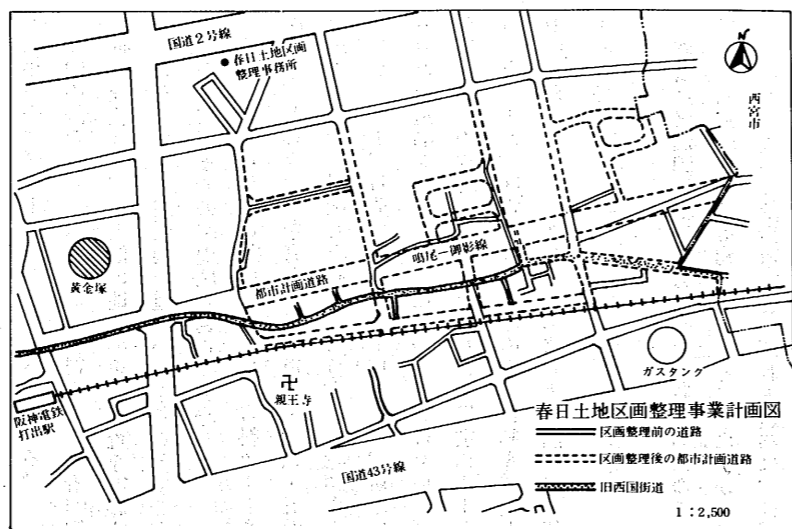 国道2号線
春日土地区画
整理事務所
N
西宮市
黄金塚
都市計画道路
鳴尾ー御影線
阪神電鉄
打出駅
卍
親王寺
ガスタンク
国道43号線
春日土地区画整理事業計画図
区画整理前の道路
区画整理後の都市計画道路
旧西国街道
1:2,500